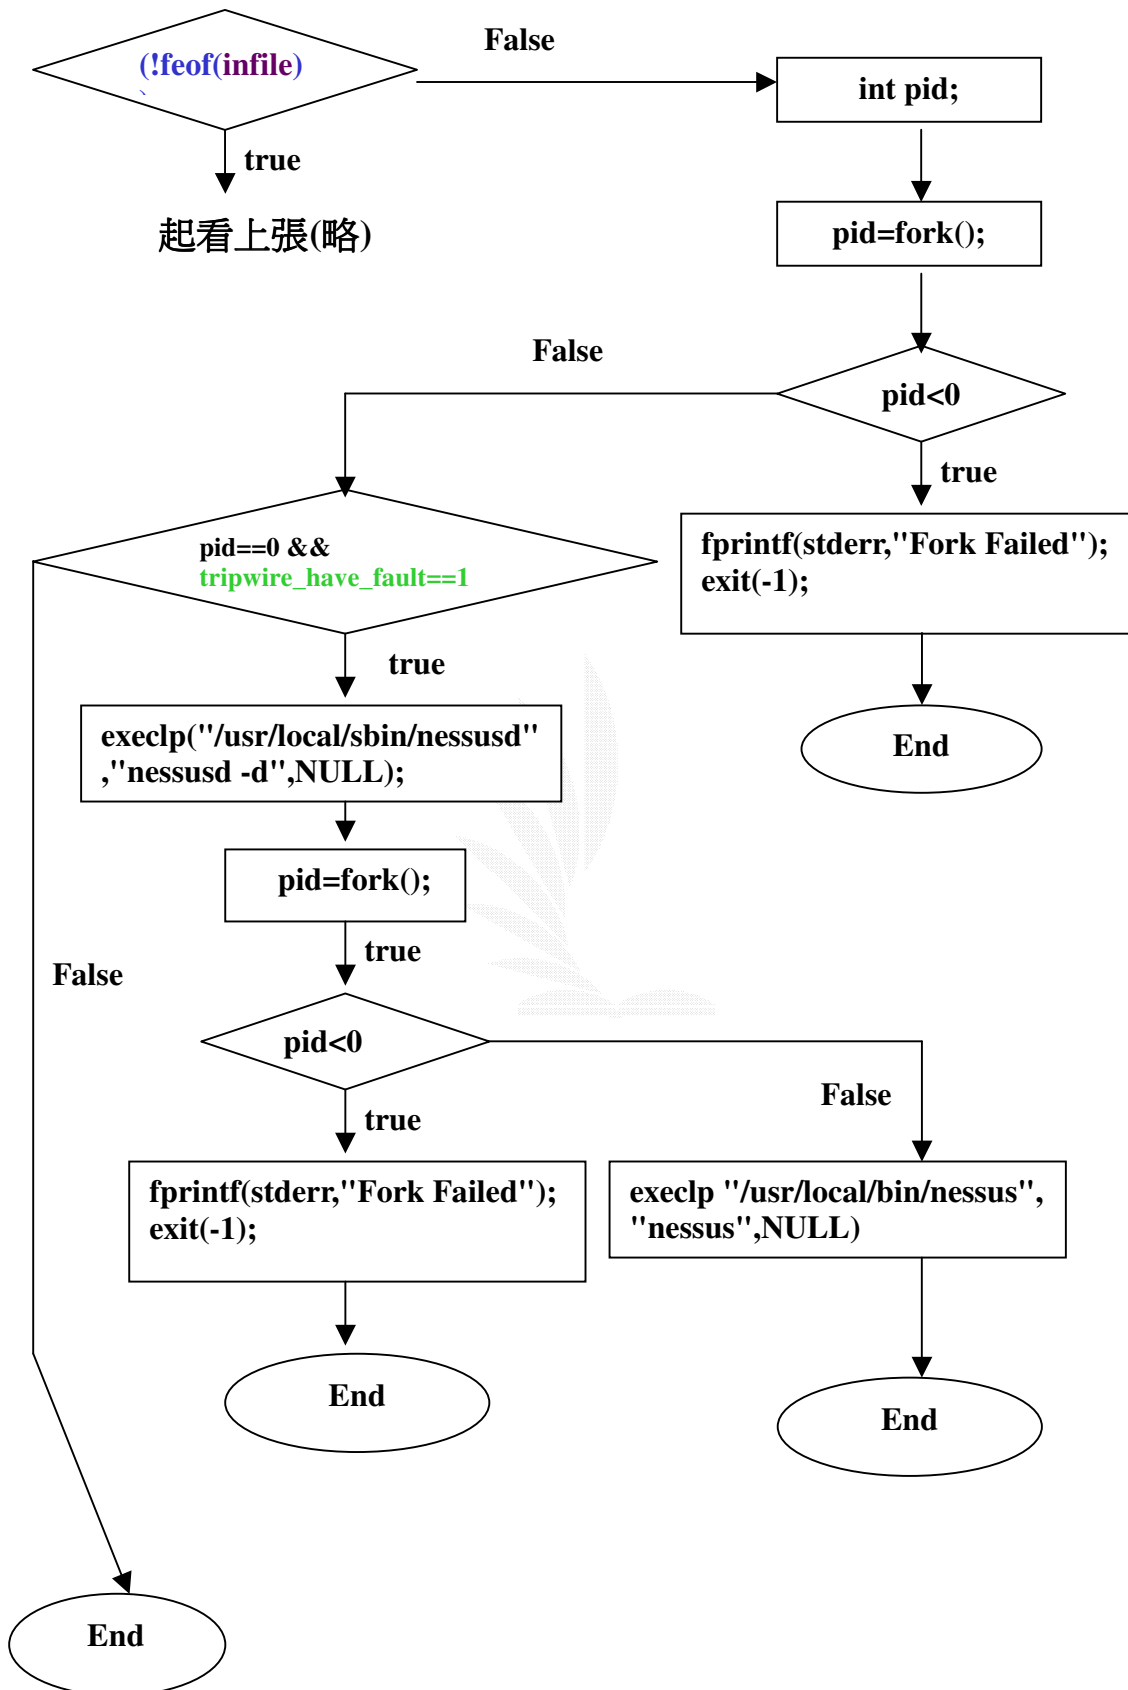 False
(!feof(infile)
)
int pid;
true
起看上張(略)
pid=fork();
False
pid<0
true
pid==0 &&
tripwire_have_fault==1
fprintf(stderr,"Fork Failed");
exit(-1);
true
execlp("/usr/local/sbin/nessusd"
,"nessusd -d",NULL);
End
pid=fork();
true
False
pid<0
False
true
fprintf(stderr,"Fork Failed");
exit(-1);
execlp "/usr/local/bin/nessus",
"nessus",NULL)
End
End
End